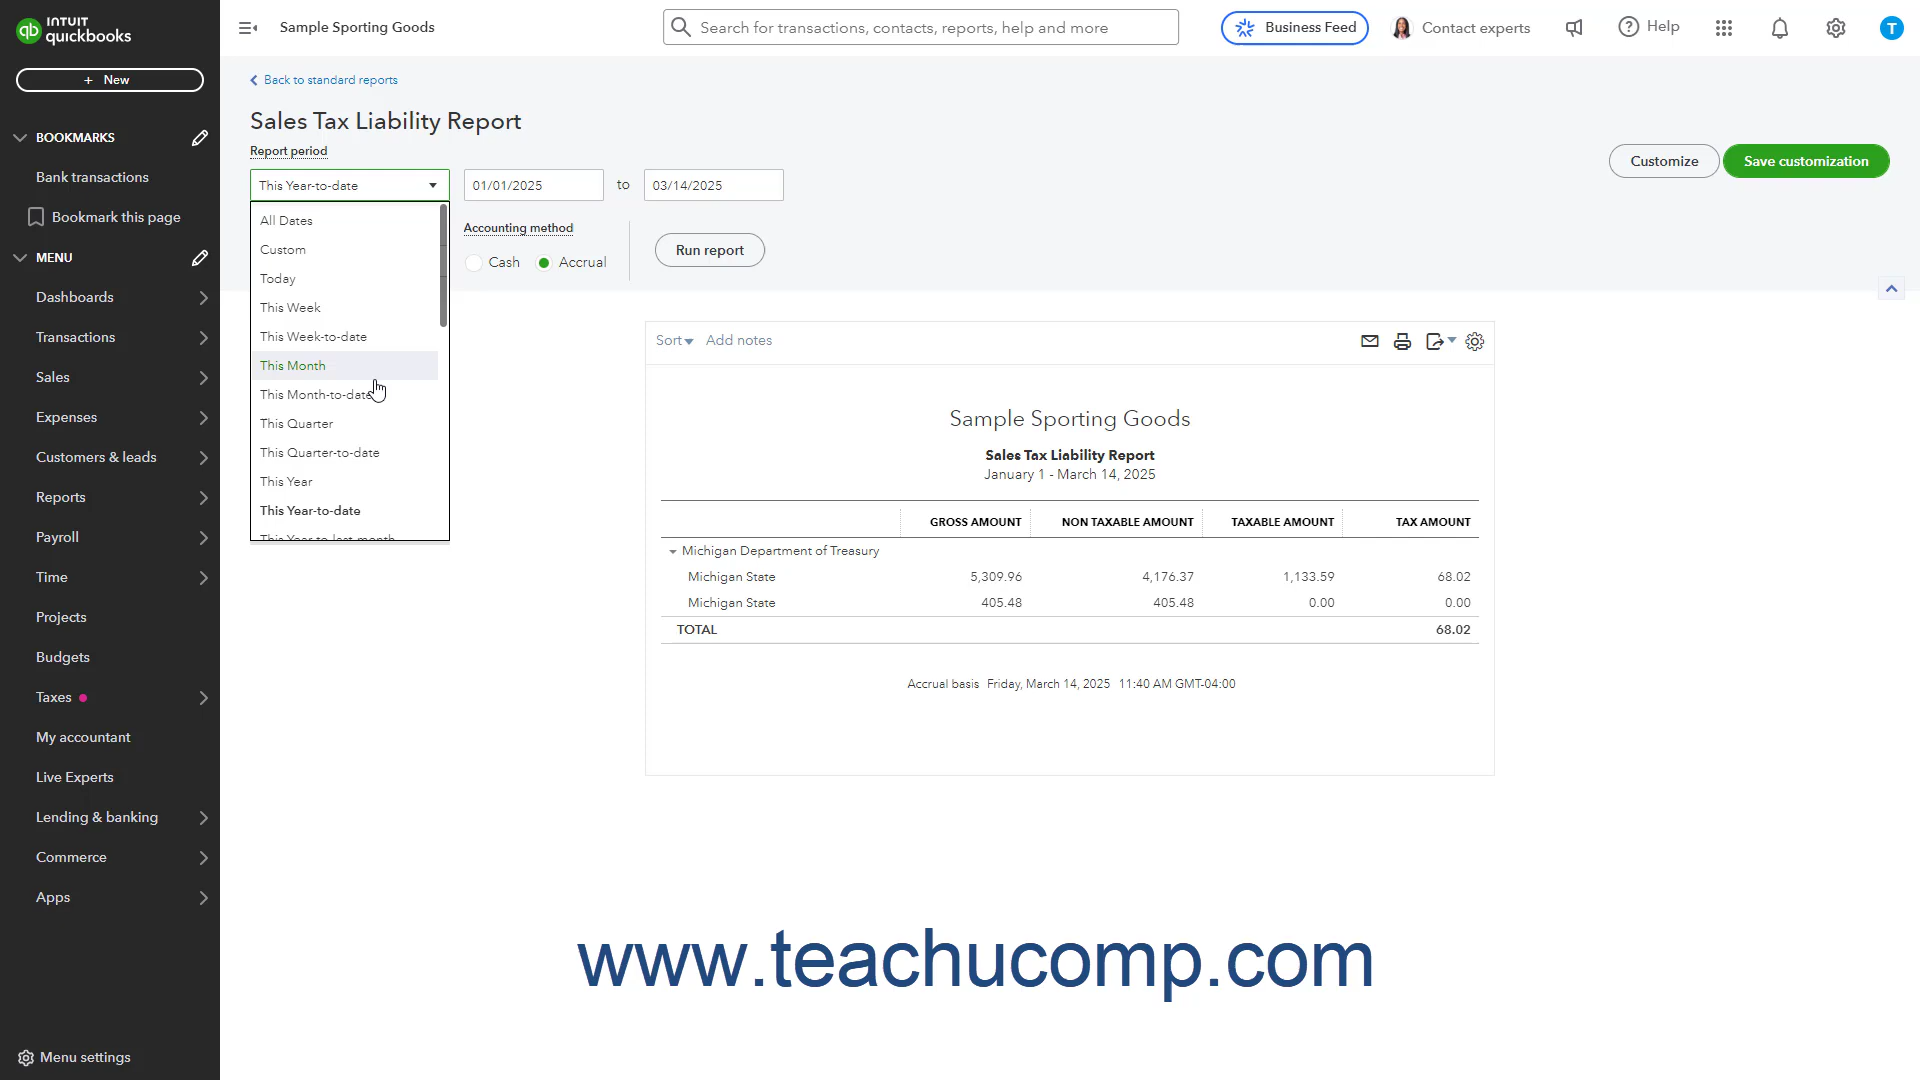 INTUIT
quickbooks
Sample Sporting Goods
Search for transactions, contacts, reports, help and more
Business Feed
Contact experts
Help
T
+ New
BOOKMARKS
Bank transactions
Bookmark this page
MENU
Dashboards
Transactions
Sales
Expenses
Customers & leads
Reports
Payroll
Time
Projects
Budgets
Taxes
My accountant
Live Experts
Lending & banking
Commerce
Apps
Menu settings
Back to standard reports
Sales Tax Liability Report
Report period
This Year-to-date
01/01/2025 to 03/14/2025
Customize
Save customization
All Dates
Custom
Today
This Week
This Week-to-date
This Month
This Month-to-date
This Quarter
This Quarter-to-date
This Year
This Year-to-date
This Year-to-last-month
Accounting method
Cash Accrual
Run report
Sort Add notes
Sample Sporting Goods
Sales Tax Liability Report
January 1 - March 14, 2025
GROSS AMOUNT NON TAXABLE AMOUNT TAXABLE AMOUNT TAX AMOUNT
Michigan Department of Treasury
Michigan State 5,309.96 4,176.37 1,133.59 68.02
Michigan State 405.48 405.48 0.00 0.00
TOTAL 68.02
Accrual basis Friday, March 14, 2025 11:40 AM GMT-04:00
www.teachucomp.com